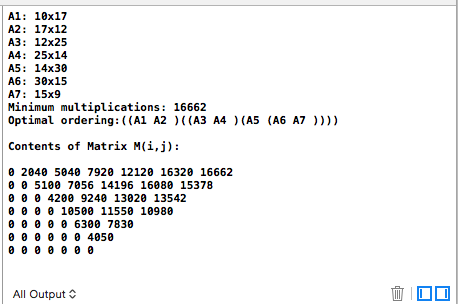 A1: 10x17
A2: 17x12
A3: 12x25
A4: 25x14
A5: 14x30
A6: 30x15
A7: 15x9
Minimum multiplications: 16662
Optimal ordering:((A1 A2 )((A3 A4 )(A5 (A6 A7 ))))
Contents of Matrix M(i,j):
0 2040 5040 7920 12120 16320 16662
0 0 5100 7056 14196 16080 15378
0 0 0 4200 9240 13020 13542
0 0 0 0 10500 11550 10980
0 0 0 0 0 6300 7830
0 0 0 0 0 0 4050
0 0 0 0 0 0 0
All Output